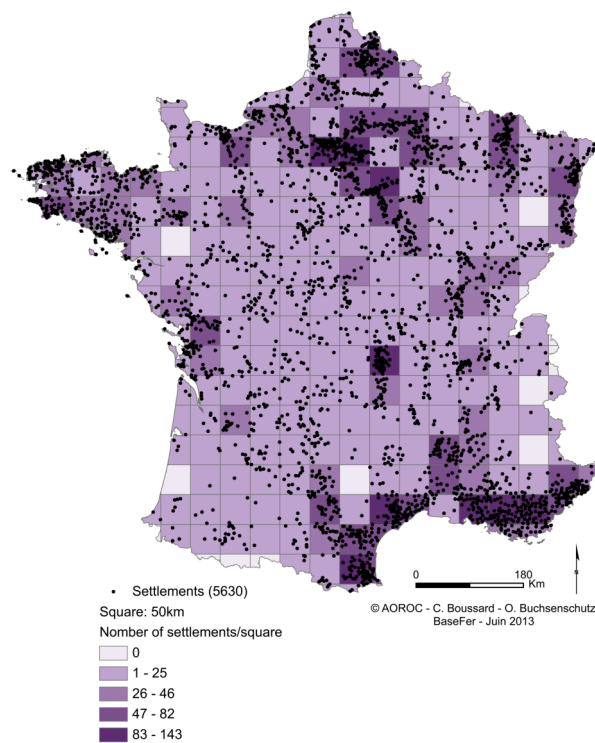 0 180
Km
N
Settlements (5630)
Square: 50km
Nomber of settlements/square
0
1 - 25
26 - 46
47 - 82
83 - 143
© AOROC - C. Boussard - O. Buchsenschutz
BaseFer - Juin 2013